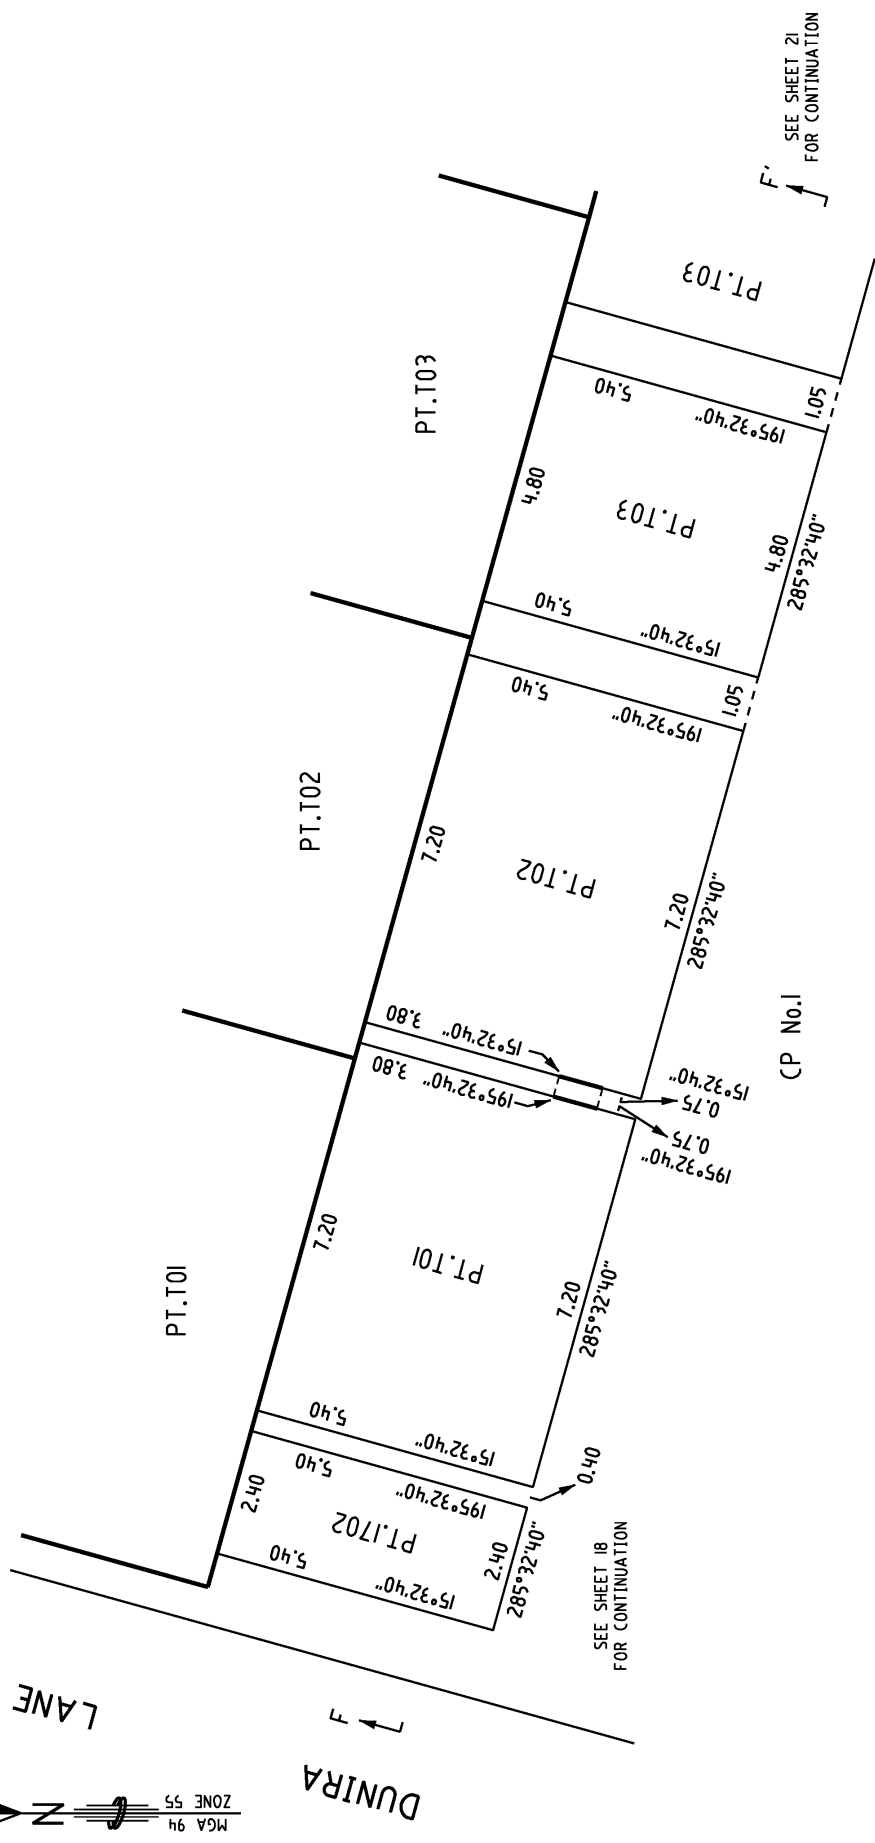 SEE SHEET 21
FOR CONTINUATION
F'
PT.T03
PT.T03
1.05
5.40
195°32'40"
4.80
PT.T03
4.80
285°32'40"
5.40
15°32'40"
1.05
5.40
195°32'40"
PT.T02
7.20
PT.T02
7.20
285°32'40"
3.80
15°32'40"
3.80
195°32'40"
CP No.1
15°32'40"
0.75
0.75
195°32'40"
PT.T01
7.20
PT.T01
7.20
285°32'40"
5.40
15°32'40"
5.40
195°32'40"
0.40
2.40
PT.1702
2.40
285°32'40"
5.40
15°32'40"
SEE SHEET 18
FOR CONTINUATION
F
DUNIRA
LANE
N
MGA 94
ZONE 55